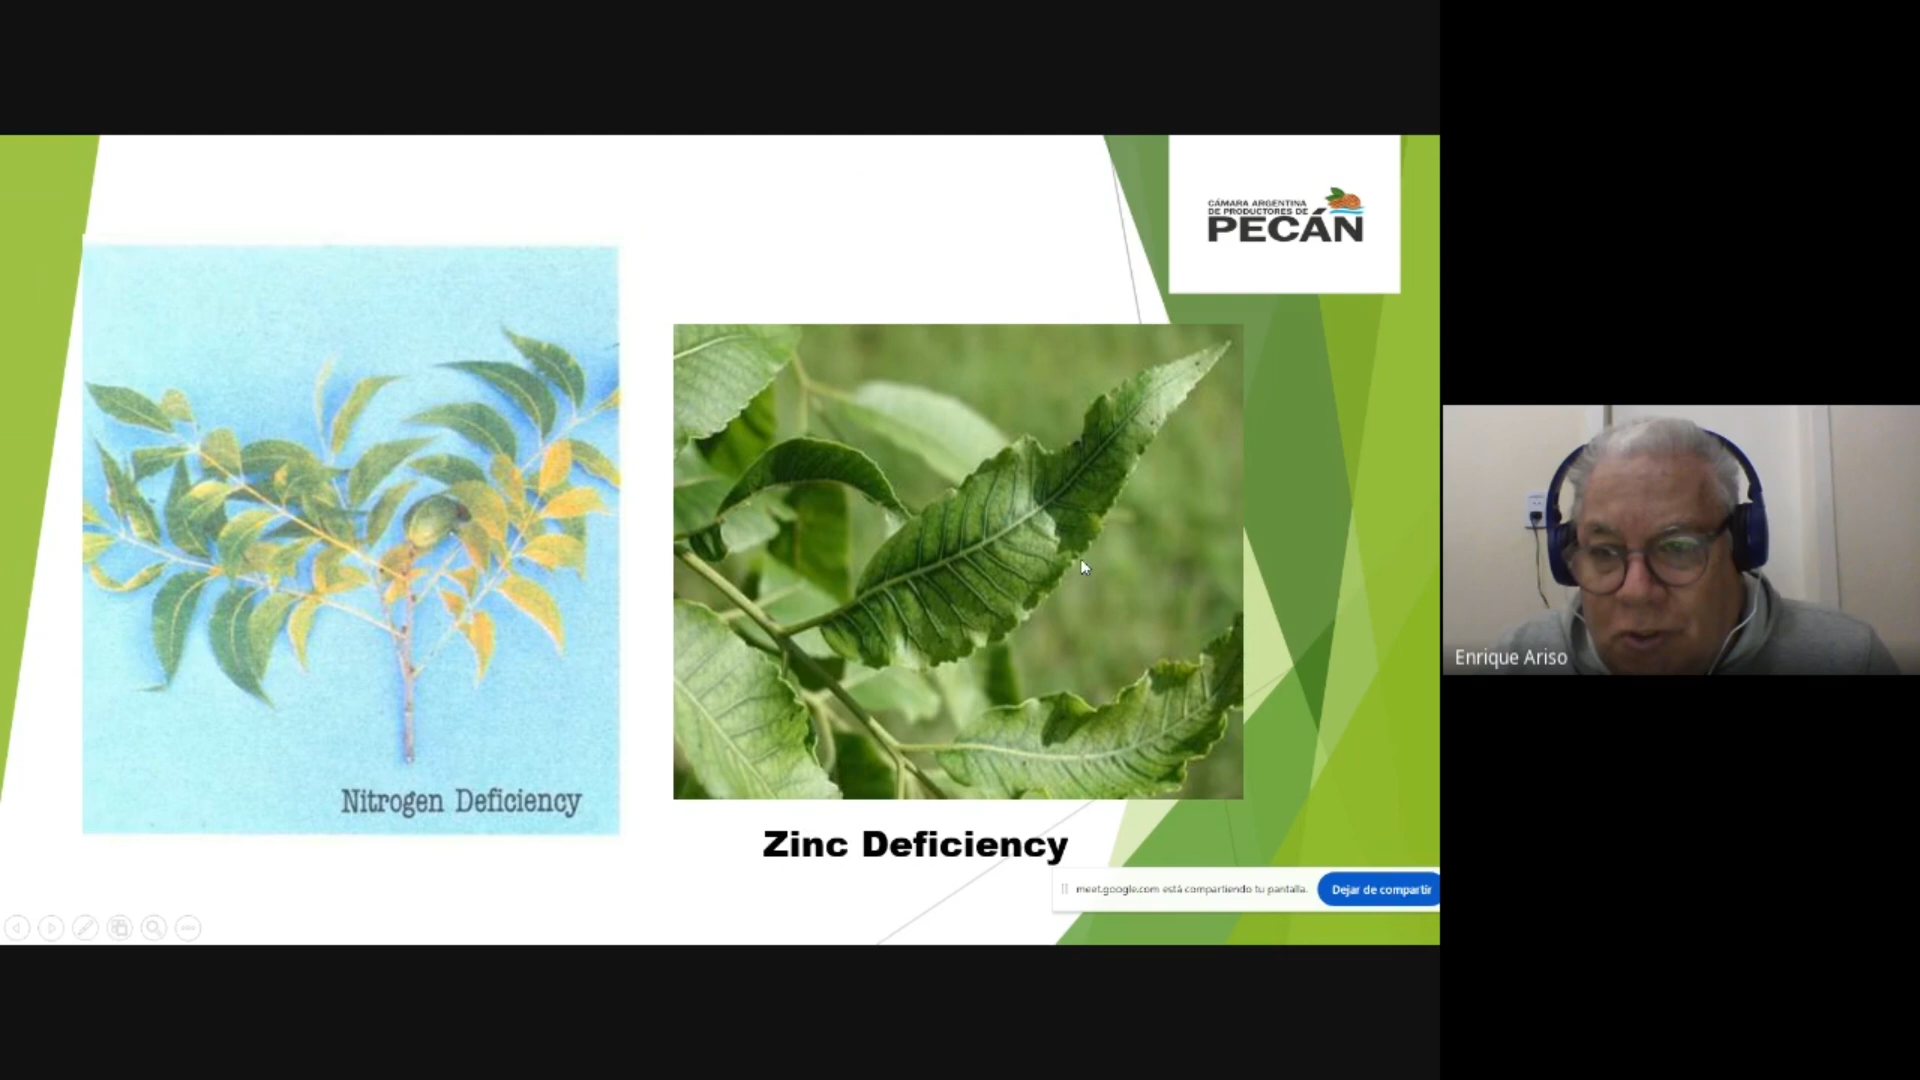 CÁMARA ARGENTINA
DE PRODUCTORES DE
PECÁN
Nitrogen Deficiency
Zinc Deficiency
meet.google.com está compartiendo tu pantalla.
Dejar de compartir
Enrique Ariso